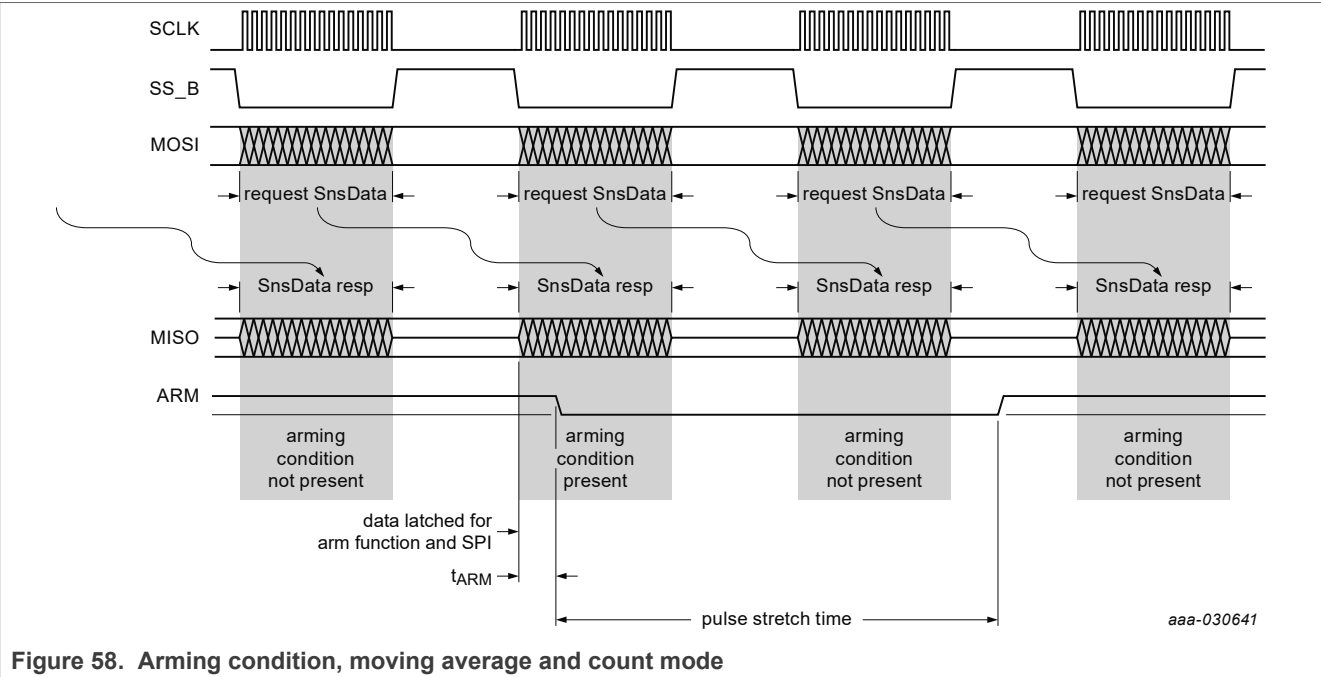 SCLK
SS_B
MOSI
request SnsData
request SnsData
request SnsData
request SnsData
SnsData resp
SnsData resp
SnsData resp
SnsData resp
MISO
ARM
arming
condition
not present
arming
condition
present
arming
condition
not present
arming
condition
not present
data latched for
arm function and SPI
tARM
pulse stretch time
aaa-030641
Figure 58. Arming condition, moving average and count mode